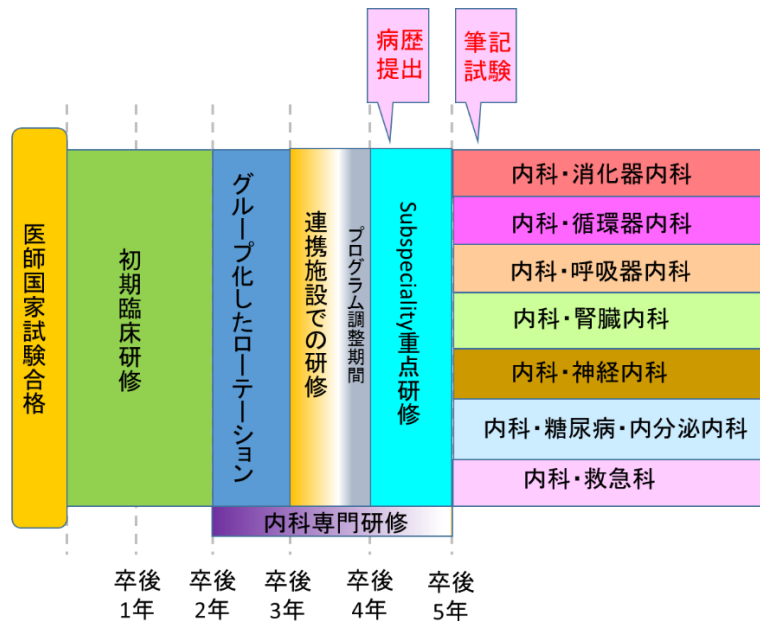 病歴
提出
筆記
試験
医師国家試験合格
初期臨床研修
グループ化したローテーション
連携施設での研修
プログラム調整期間
Subspeciality重点研修
内科・消化器内科
内科・循環器内科
内科・呼吸器内科
内科・腎臓内科
内科・神経内科
内科・糖尿病・内分泌内科
内科・救急科
内科専門研修
卒後
1年
卒後
2年
卒後
3年
卒後
4年
卒後
5年